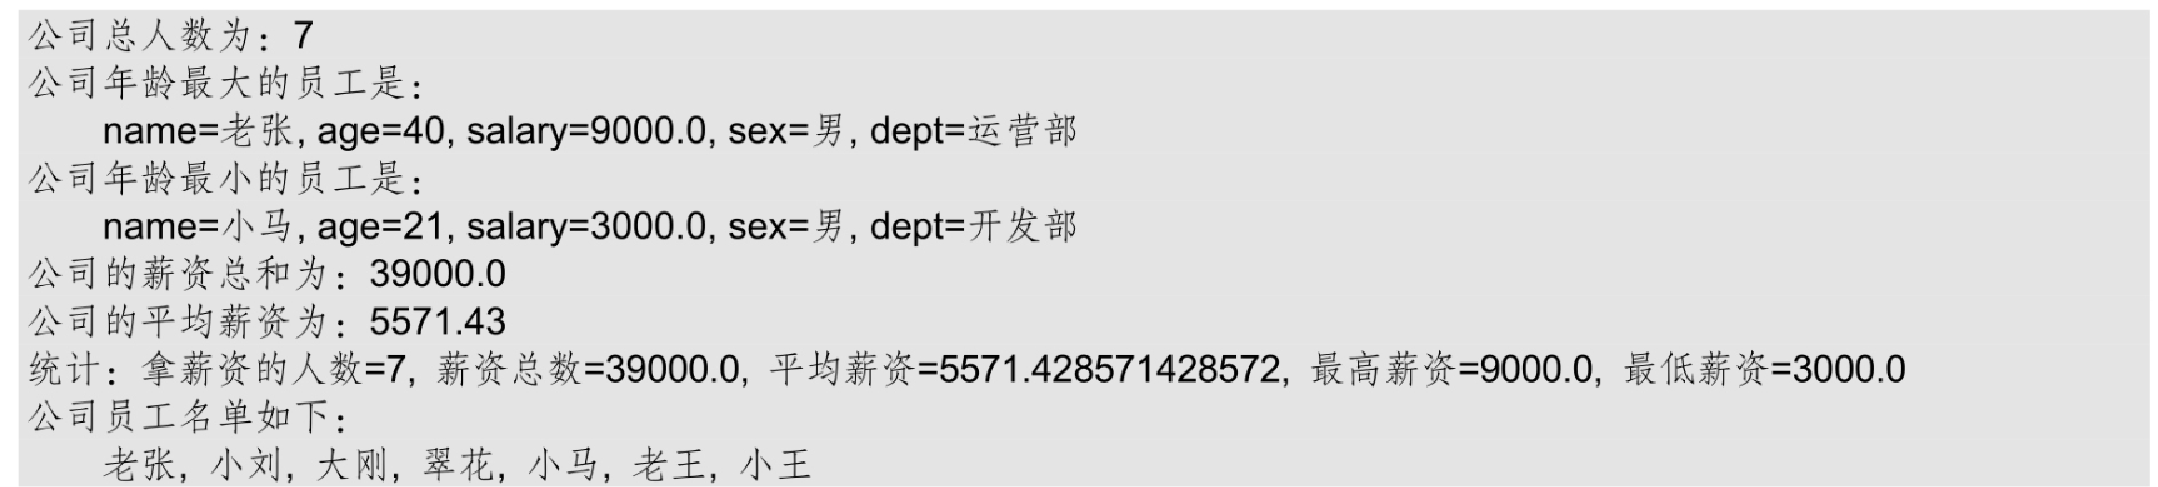 公司总人数为：7
公司年龄最大的员工是：
name=老张, age=40, salary=9000.0, sex=男, dept=运营部
公司年龄最小的员工是：
name=小马, age=21, salary=3000.0, sex=男, dept=开发部
公司的薪资总和为：39000.0
公司的平均薪资为：5571.43
统计：拿薪资的人数=7, 薪资总数=39000.0, 平均薪资=5571.428571428572, 最高薪资=9000.0, 最低薪资=3000.0
公司员工名单如下：
老张, 小刘, 大刚, 翠花, 小马, 老王, 小王